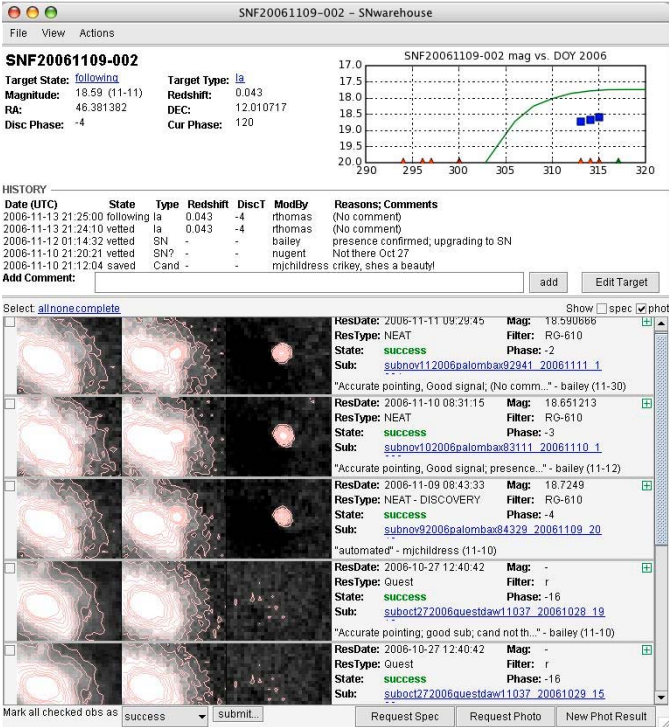 SNF20061109-002 – SNwarehouse
File View Actions
SNF20061109-002
Target State: following Target Type: Ia
Magnitude: 18.59 (11-11) Redshift: 0.043
RA: 46.381382 DEC: 12.010717
Disc Phase: -4 Cur Phase: 120
SNF20061109-002 mag vs. DOY 2006
17.0
17.5
18.0
18.5
19.0
19.5
20.0
290 295 300 305 310 315 320
HISTORY
Date (UTC) State Type Redshift DiscT ModBy Reasons; Comments
2006-11-13 21:25:00 following Ia 0.043 -4 rthomas (No comment)
2006-11-13 21:24:10 vetted Ia 0.043 -4 rthomas (No comment)
2006-11-12 01:14:32 vetted SN - - bailey presence confirmed; upgrading to SN
2006-11-10 21:20:21 vetted SN? - - nugent Not there Oct 27
2006-11-10 21:12:04 saved Cand - - mjchildress crikey, shes a beauty!
Add Comment: add Edit Target
Select: all none complete Show spec phot
ResDate: 2006-11-11 09:29:45 Mag: 18.590666
ResType: NEAT Filter: RG-610
State: success Phase: -2
Sub: subnov112006palombax92941_20061111_1
"Accurate pointing, Good signal; (No comm..." - bailey (11-30)
ResDate: 2006-11-10 08:31:15 Mag: 18.651213
ResType: NEAT Filter: RG-610
State: success Phase: -3
Sub: subnov102006palombax83111_20061110_1
"Accurate pointing, Good signal; presence..." - bailey (11-12)
ResDate: 2006-11-09 08:43:33 Mag: 18.7249
ResType: NEAT - DISCOVERY Filter: RG-610
State: success Phase: -4
Sub: subnov92006palombax84329_20061109_20
"automated" - mjchildress (11-10)
ResDate: 2006-10-27 12:40:42 Mag: -
ResType: Quest Filter: r
State: success Phase: -16
Sub: suboct272006questdaw11037_20061028_19
"Accurate pointing; good sub; cand not th..." - bailey (11-10)
ResDate: 2006-10-27 12:40:42 Mag: -
ResType: Quest Filter: r
State: success Phase: -16
Sub: suboct272006questdaw11037_20061029_15
Mark all checked obs as success submit... Request Spec Request Photo New Phot Result